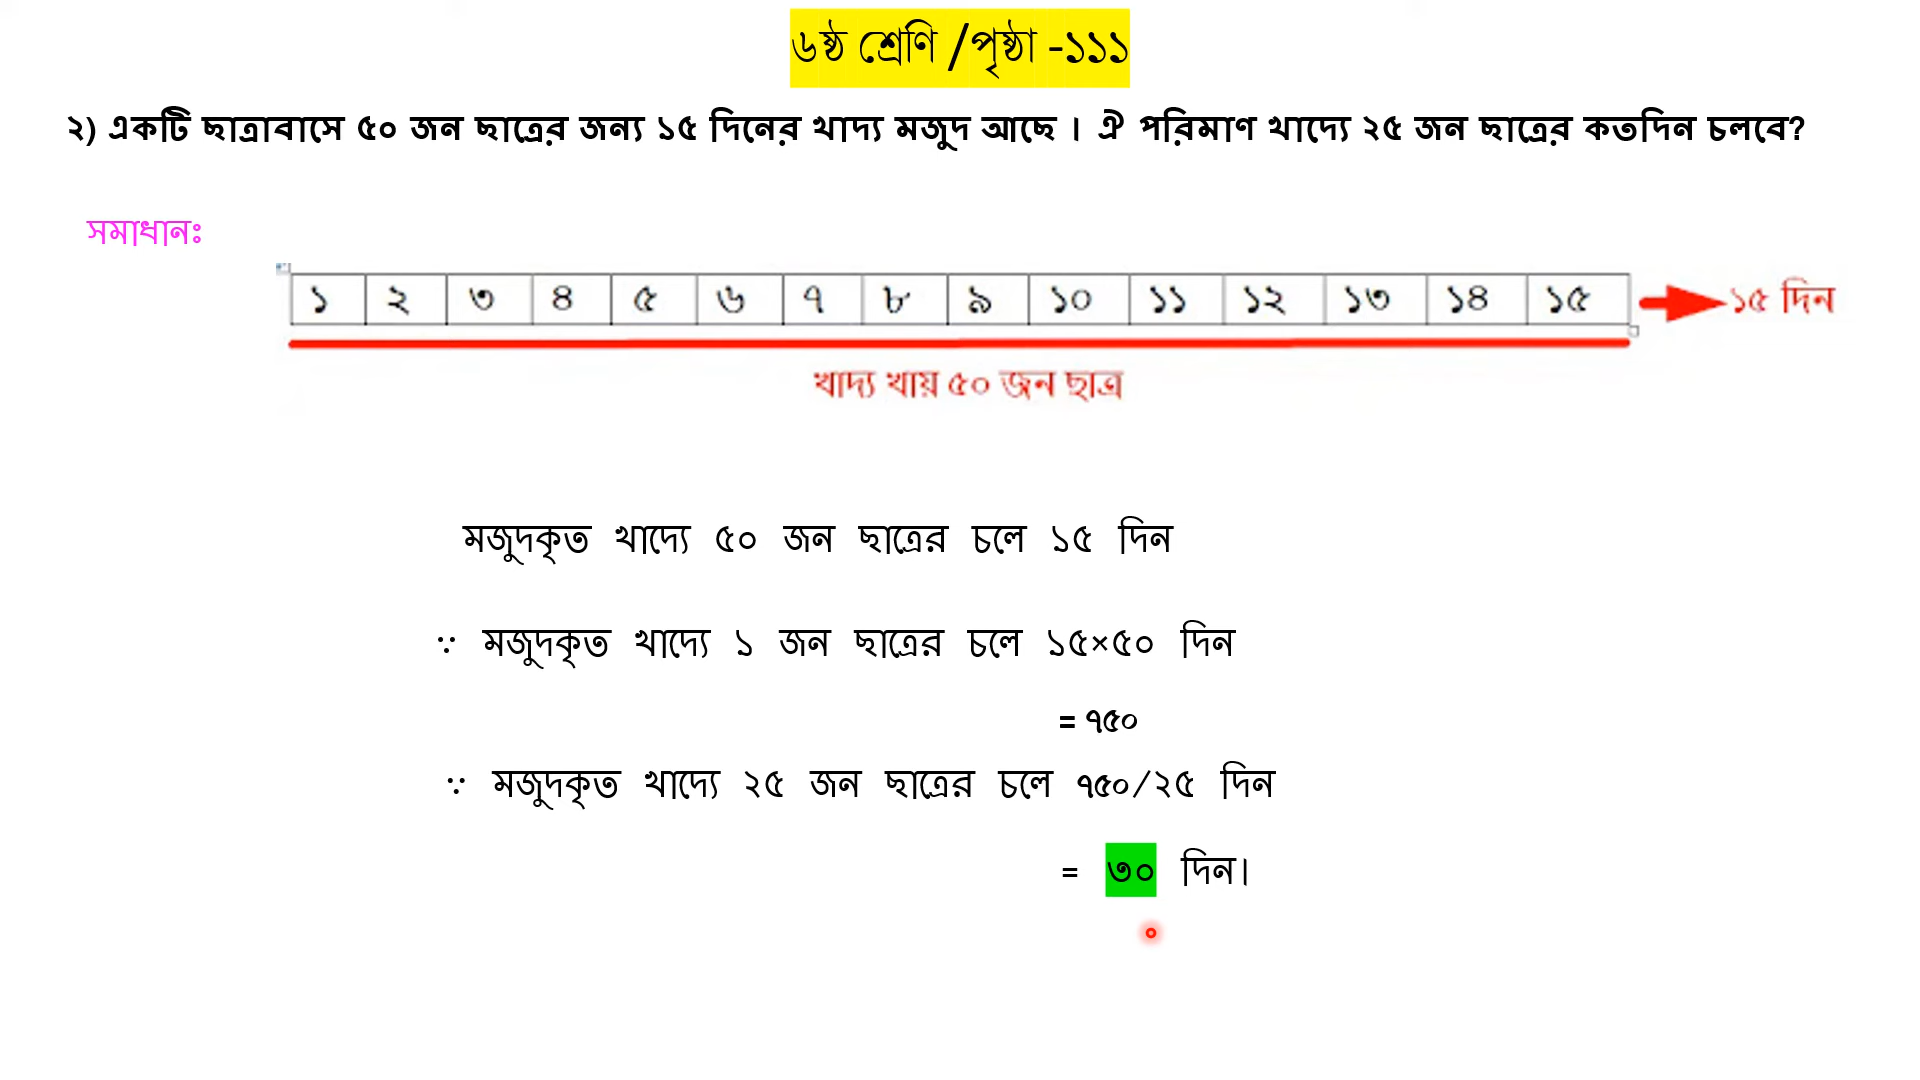 ৬ষ্ঠ শ্রেণি /পৃষ্ঠা -১১১
২) একটি ছাত্রাবাসে ৫০ জন ছাত্রের জন্য ১৫ দিনের খাদ্য মজুদ আছে । ঐ পরিমাণ খাদ্যে ২৫ জন ছাত্রের কতদিন চলবে?
সমাধানঃ
১ ২ ৩ ৪ ৫ ৬ ৭ ৮ ৯ ১০ ১১ ১২ ১৩ ১৪ ১৫ ১৫ দিন
খাদ্য খায় ৫০ জন ছাত্র
মজুদকৃত খাদ্যে ৫০ জন ছাত্রের চলে ১৫ দিন
∵ মজুদকৃত খাদ্যে ১ জন ছাত্রের চলে ১৫×৫০ দিন
= ৭৫০
∵ মজুদকৃত খাদ্যে ২৫ জন ছাত্রের চলে ৭৫০/২৫ দিন
= ৩০ দিন।